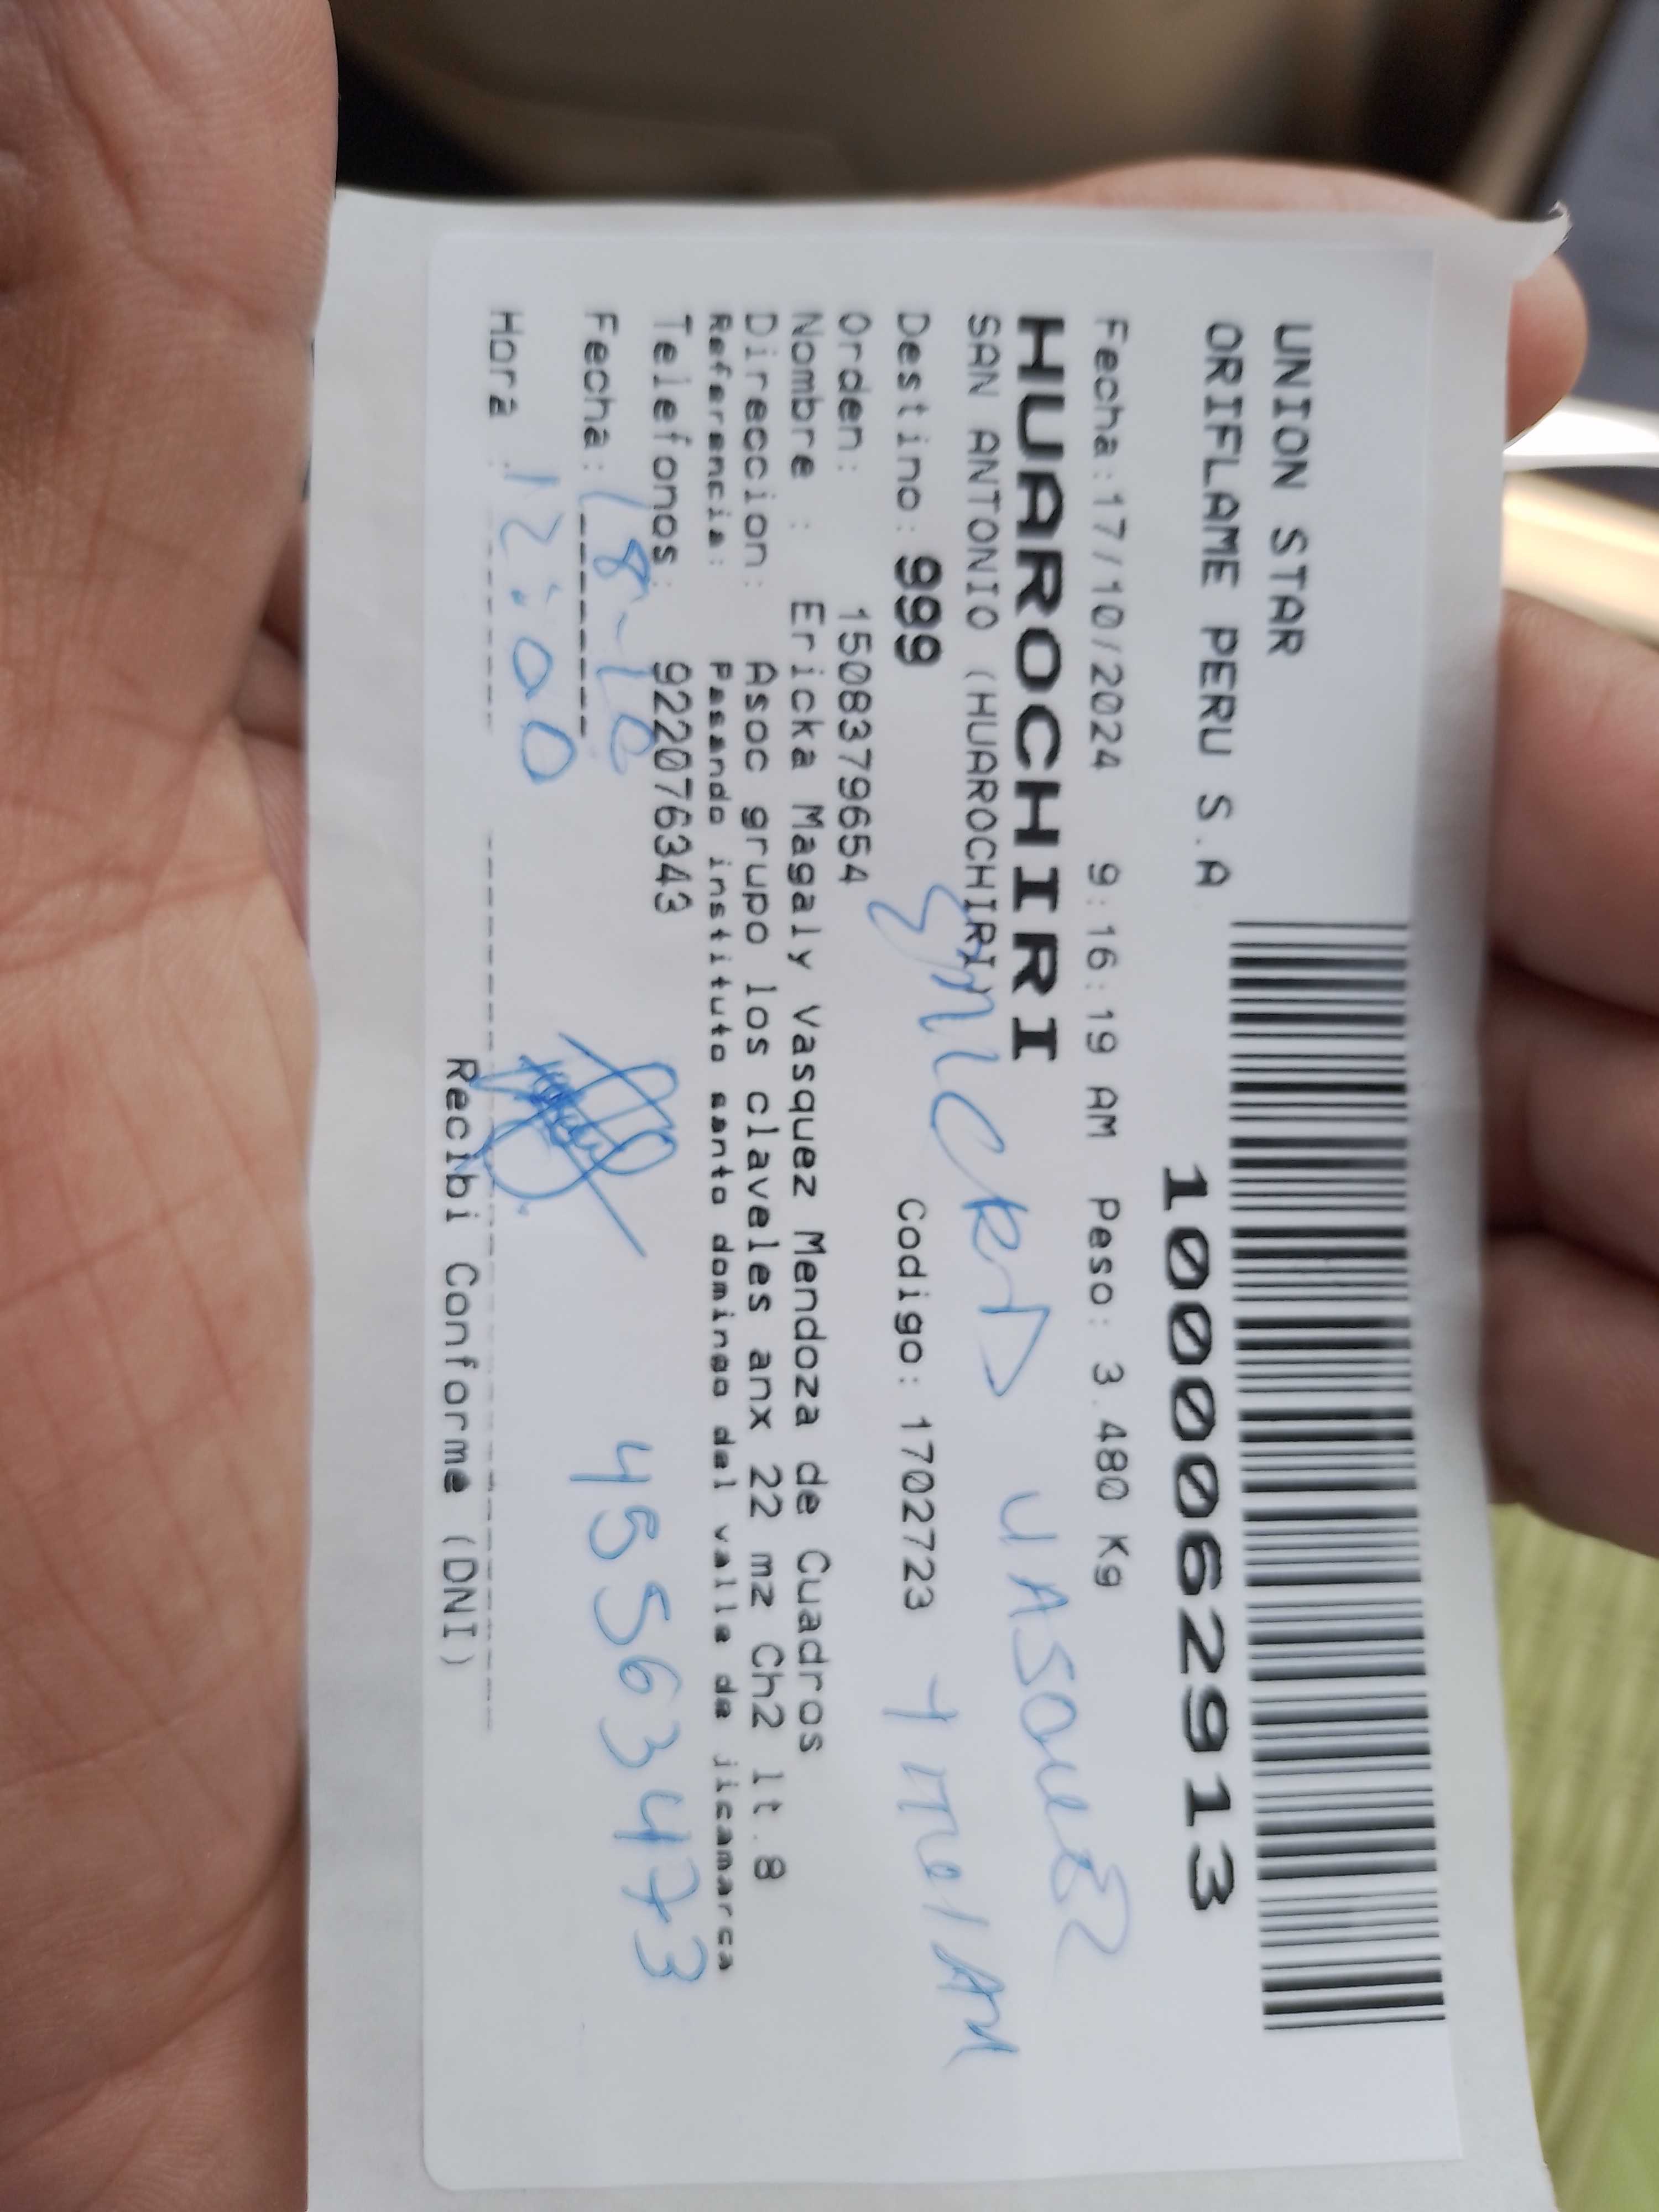 UNION STAR
ORIFLAME PERU S.A.
1000062913
Fecha:17/10/2024 9:16:19 AM Peso: 3.480 Kg
HUAROCHIRI
SAN ANTONIO (HUAROCHIRI)
VASQUEZ
Destino: 999 Codigo: 1702723
Orden: 1508379654
Nombre : Ericka Magaly Vasquez Mendoza de Cuadros
Direccion: Asoc grupo los claveles anx 22 mz Ch2 lt.8
Referencia: Pasando instituto santo domingo del valle de jicamarca
Telefonos: 922076343
Fecha: 18-10 45563473
Hora : 12:00
Recibi Conforme (DNI)